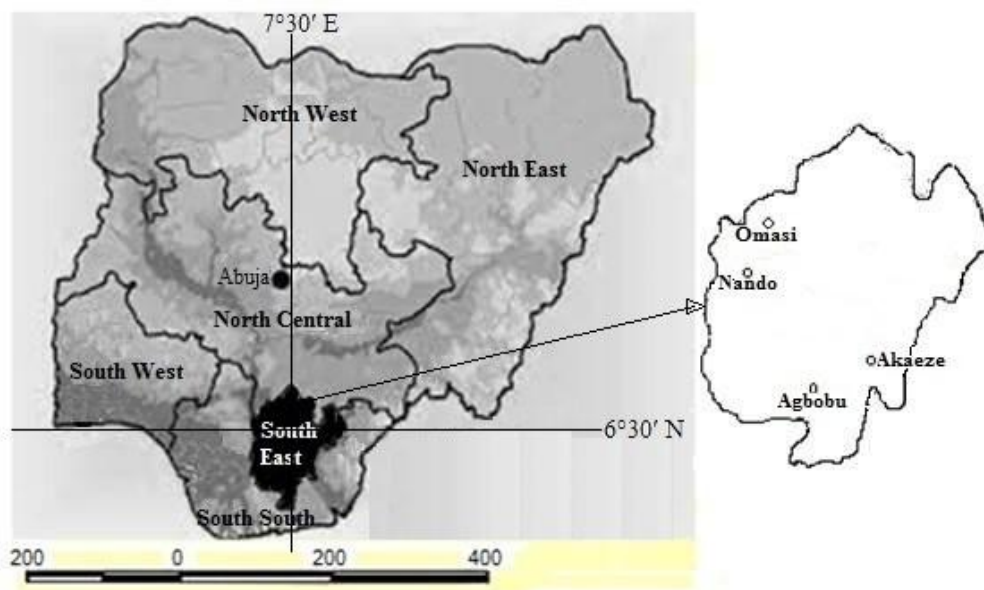 7°30′ E
North West
North East
Omasi
Abuja
Nando
North Central
South West
Akaeze
Agbobu
South
East
6°30′ N
South South
200 0 200 400